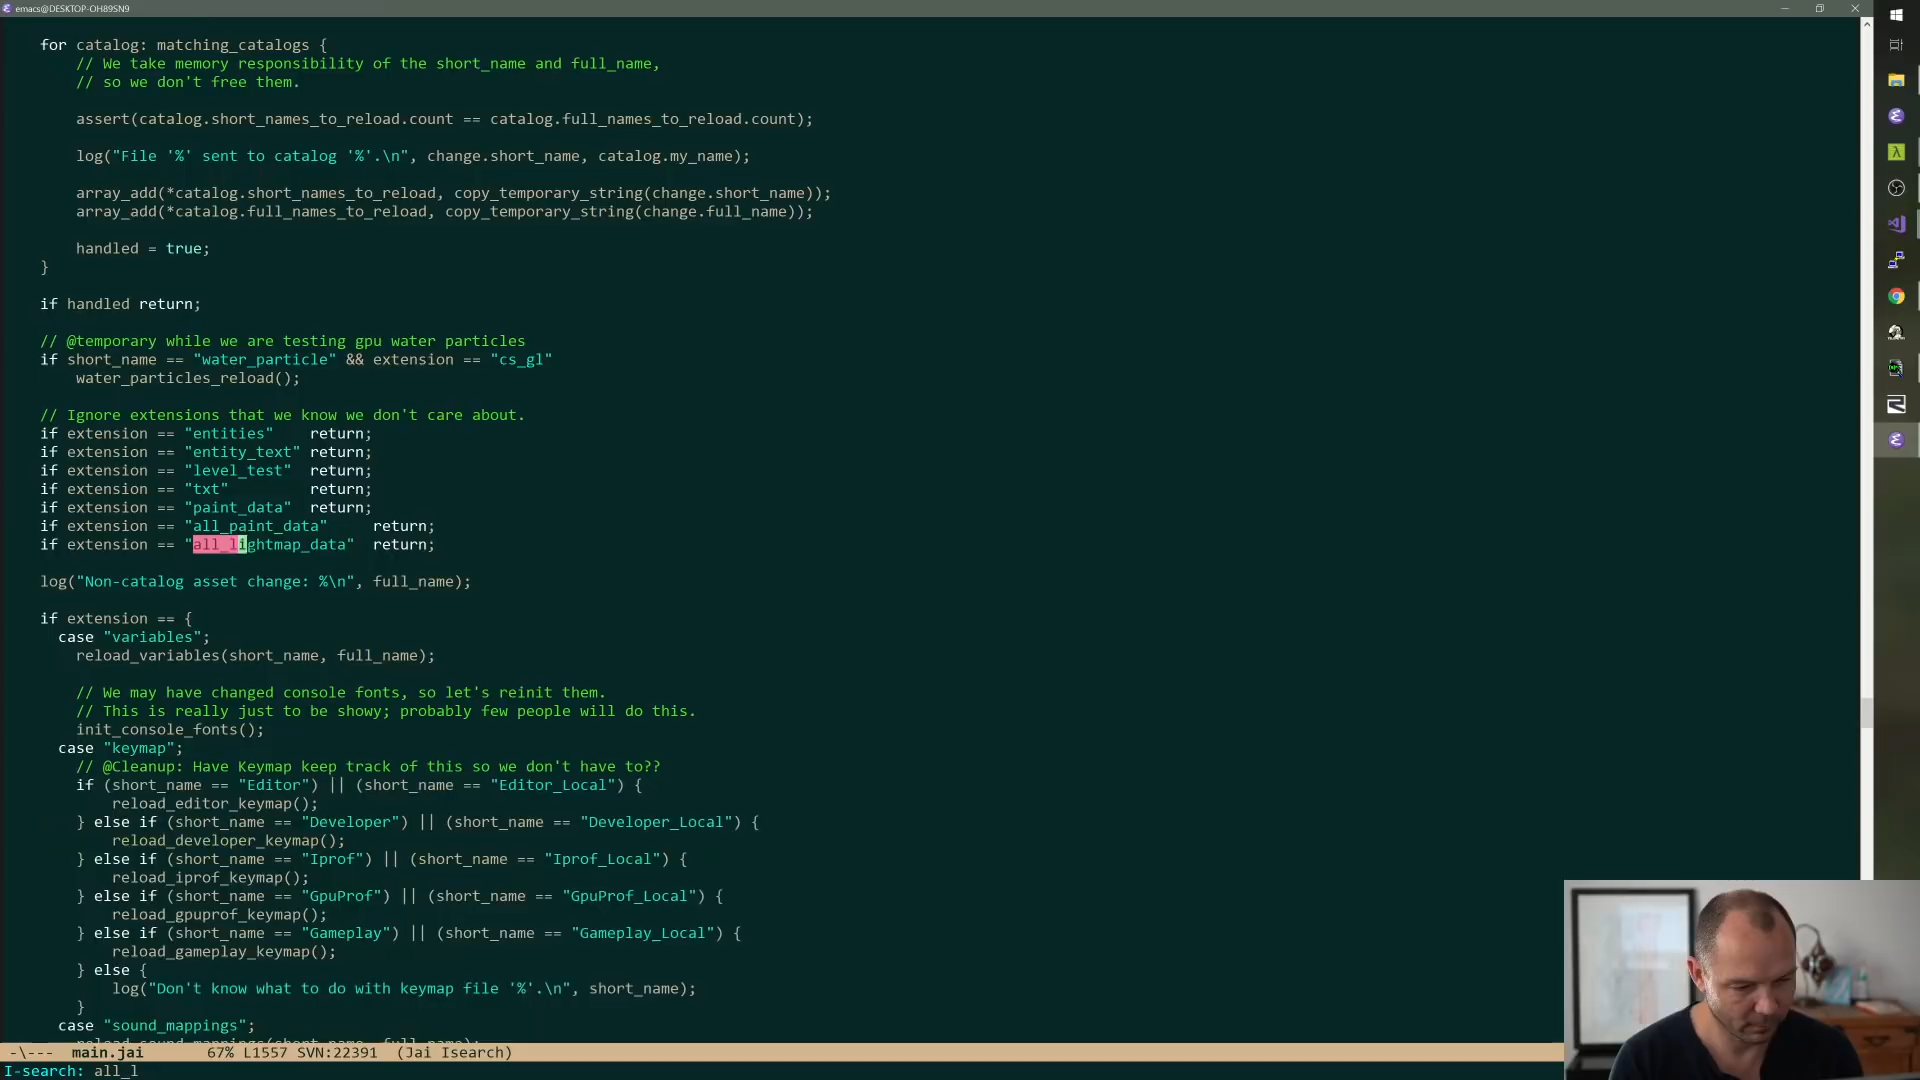 emacs@DESKTOP-OH89SN9
for catalog: matching_catalogs {
// We take memory responsibility of the short_name and full_name,
// so we don't free them.
assert(catalog.short_names_to_reload.count == catalog.full_names_to_reload.count);
log("File '%' sent to catalog '%'.\n", change.short_name, catalog.my_name);
array_add(*catalog.short_names_to_reload, copy_temporary_string(change.short_name));
array_add(*catalog.full_names_to_reload, copy_temporary_string(change.full_name));
handled = true;
}
if handled return;
// @temporary while we are testing gpu water particles
if short_name == "water_particle" && extension == "cs_gl"
water_particles_reload();
// Ignore extensions that we know we don't care about.
if extension == "entities" return;
if extension == "entity_text" return;
if extension == "level_test" return;
if extension == "txt" return;
if extension == "paint_data" return;
if extension == "all_paint_data" return;
if extension == "all_lightmap_data" return;
log("Non-catalog asset change: %\n", full_name);
if extension == {
case "variables";
reload_variables(short_name, full_name);
// We may have changed console fonts, so let's reinit them.
// This is really just to be showy; probably few people will do this.
init_console_fonts();
case "keymap";
// @Cleanup: Have Keymap keep track of this so we don't have to??
if (short_name == "Editor") || (short_name == "Editor_Local") {
reload_editor_keymap();
} else if (short_name == "Developer") || (short_name == "Developer_Local") {
reload_developer_keymap();
} else if (short_name == "Iprof") || (short_name == "Iprof_Local") {
reload_iprof_keymap();
} else if (short_name == "GpuProf") || (short_name == "GpuProf_Local") {
reload_gpuprof_keymap();
} else if (short_name == "Gameplay") || (short_name == "Gameplay_Local") {
reload_gameplay_keymap();
} else {
log("Don't know what to do with keymap file '%'.\n", short_name);
}
case "sound_mappings";
reload_sound_mappings(short_name, full_name);
-\--- main.jai 67% L1557 SVN:22391 (Jai Isearch)
I-search: all_l